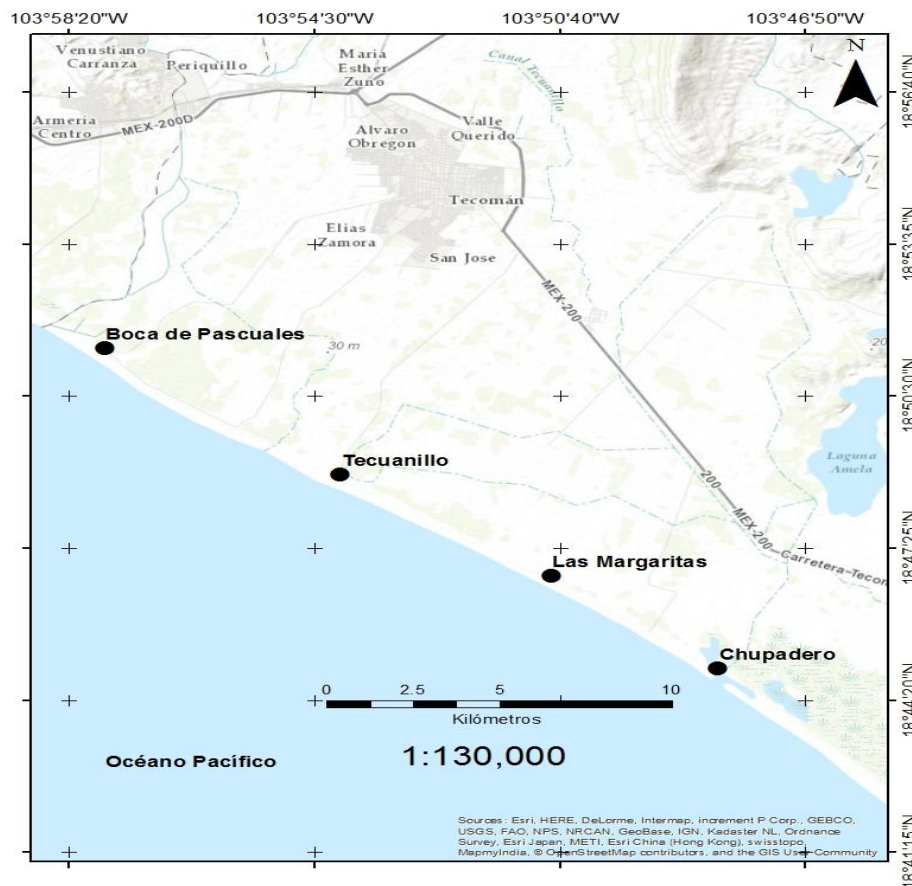 103°58'20"W 103°54'30"W 103°50'40"W 103°46'50"W
N
Venustiano
Carranza
Periquillo
Maria
Esther
Zuno
Canal Tecuanillo
18°56'40"N
Armería
Centro
MEX-200D
Alvaro
Obregon
Valle
Querido
Tecomán
Elias
Zamora
San Jose
18°53'35"N
MEX-200
Boca de Pascuales
30 m
20
18°50'30"N
Tecuanillo
Laguna
Amela
200
MEX-200
Carretera-Tecom
18°47'25"N
Las Margaritas
Chupadero
0 2.5 5 10
Kilómetros
18°44'20"N
1:130,000
Océano Pacífico
Sources: Esri, HERE, DeLorme, Intermap, increment P Corp., GEBCO,
USGS, FAO, NPS, NRCAN, GeoBase, IGN, Kadaster NL, Ordnance
Survey, Esri Japan, METI, Esri China (Hong Kong), swisstopo,
MapmyIndia, © OpenStreetMap contributors, and the GIS User Community
18°41'15"N